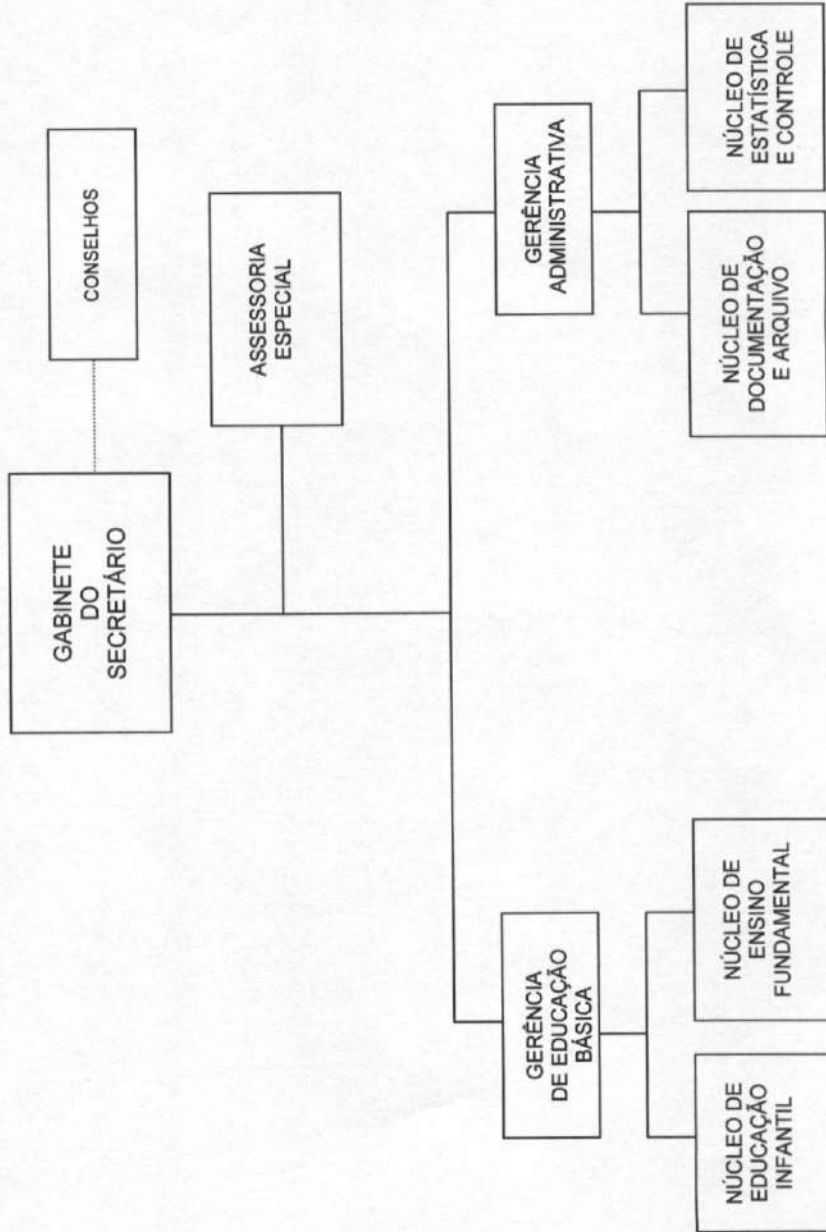 GABINETE
DO
SECRETÁRIO
CONSELHOS
ASSESSORIA
ESPECIAL
GERÊNCIA
DE EDUCAÇÃO
BÁSICA
GERÊNCIA
ADMINISTRATIVA
NÚCLEO DE
EDUCAÇÃO
INFANTIL
NÚCLEO DE
ENSINO
FUNDAMENTAL
NÚCLEO DE
DOCUMENTAÇÃO
E ARQUIVO
NÚCLEO DE
ESTATÍSTICA
E CONTROLE